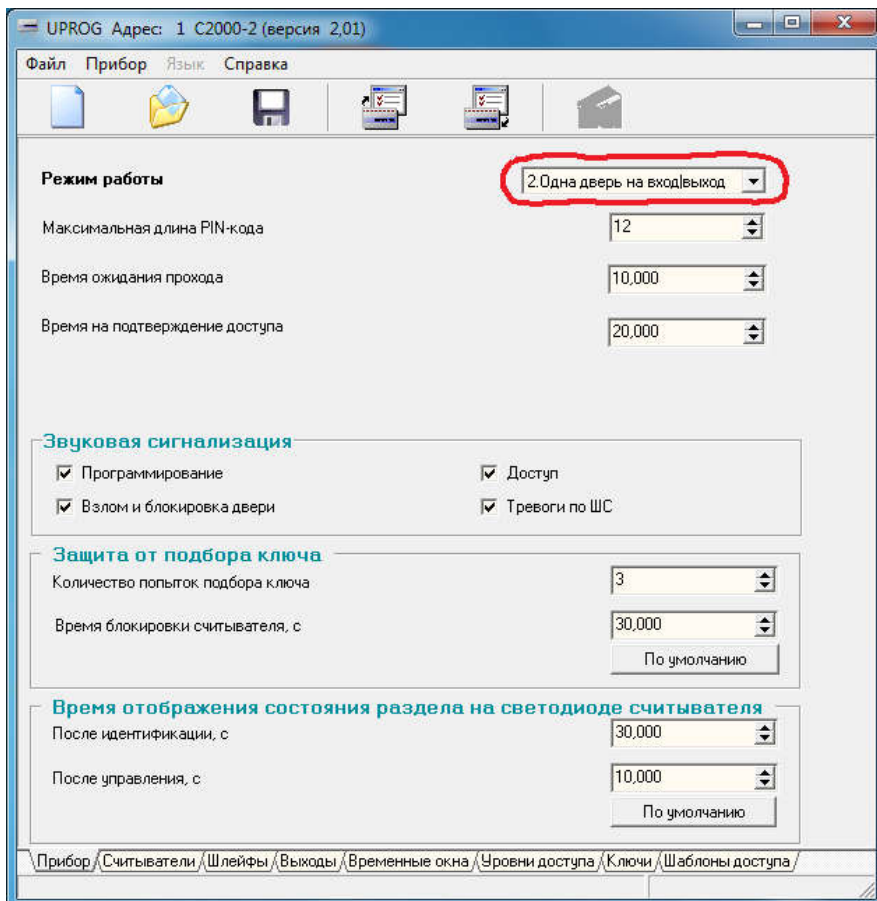 UPROG Адрес: 1 С2000-2 (версия 2,01)
Файл Прибор Язык Справка
Режим работы 2.Одна дверь на вход|выход
Максимальная длина PIN-кода 12
Время ожидания прохода 10,000
Время на подтверждение доступа 20,000
Звуковая сигнализация
Программирование Доступ
Взлом и блокировка двери Тревоги по ШС
Защита от подбора ключа
Количество попыток подбора ключа 3
Время блокировки считывателя, с 30,000
По умолчанию
Время отображения состояния раздела на светодиоде считывателя
После идентификации, с 30,000
После управления, с 10,000
По умолчанию
Прибор Считыватели Шлейфы Выходы Временные окна Уровни доступа Ключи Шаблоны доступа